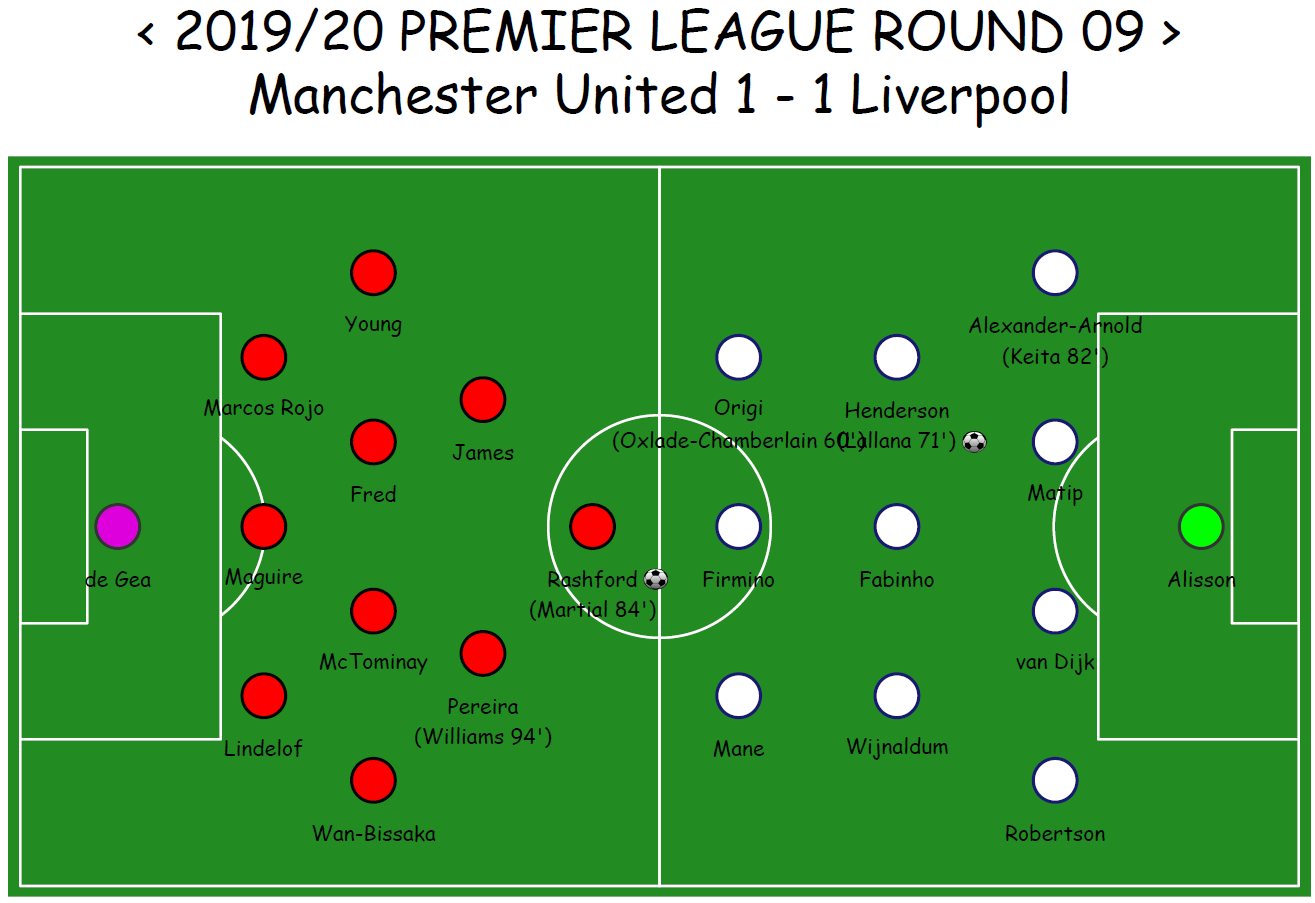 < 2019/20 PREMIER LEAGUE ROUND 09 >
Manchester United 1 - 1 Liverpool
Young
Marcos Rojo
James
Fred
de Gea
Maguire
Rashford
(Martial 84')
McTominay
Pereira
(Williams 94')
Lindelof
Wan-Bissaka
Alexander-Arnold
(Keita 82')
Origi
(Oxlade-Chamberlain 60')
Henderson
(Lallana 71')
Matip
Firmino
Fabinho
Alisson
van Dijk
Mane
Wijnaldum
Robertson